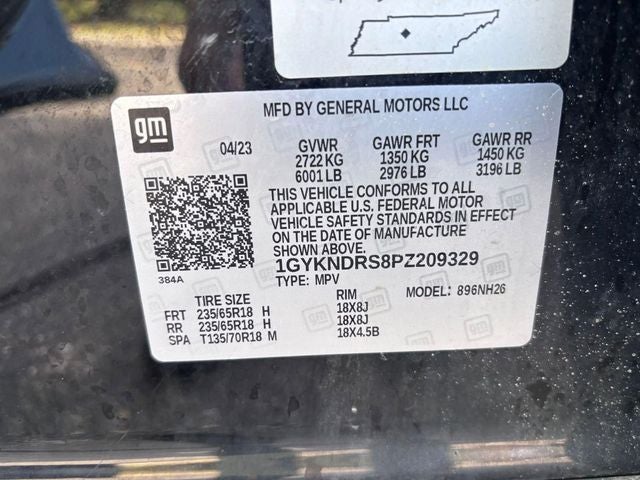 MFD BY GENERAL MOTORS LLC
gm
04/23 GVWR GAWR FRT GAWR RR
2722 KG 1350 KG 1450 KG
6001 LB 2976 LB 3196 LB
THIS VEHICLE CONFORMS TO ALL
APPLICABLE U.S. FEDERAL MOTOR
VEHICLE SAFETY STANDARDS IN EFFECT
ON THE DATE OF MANUFACTURE
SHOWN ABOVE.
384A
1GYKNDRS8PZ209329
TYPE: MPV MODEL: 896NH26
TIRE SIZE RIM
FRT 235/65R18 H 18X8J
RR 235/65R18 H 18X8J
SPA T135/70R18 M 18X4.5B